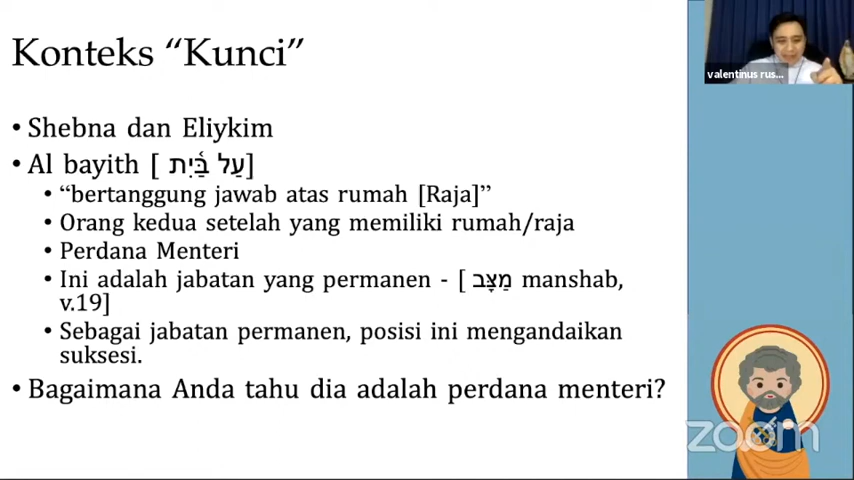 Konteks “Kunci”
• Shebna dan Eliykim
• Al bayith [ עַל בַּ֫יִת]
• “bertanggung jawab atas rumah [Raja]”
• Orang kedua setelah yang memiliki rumah/raja
• Perdana Menteri
• Ini adalah jabatan yang permanen - [ מַצָּב manshab,
v.19]
• Sebagai jabatan permanen, posisi ini mengandaikan
suksesi.
• Bagaimana Anda tahu dia adalah perdana menteri?
valentinus rus...
zoom